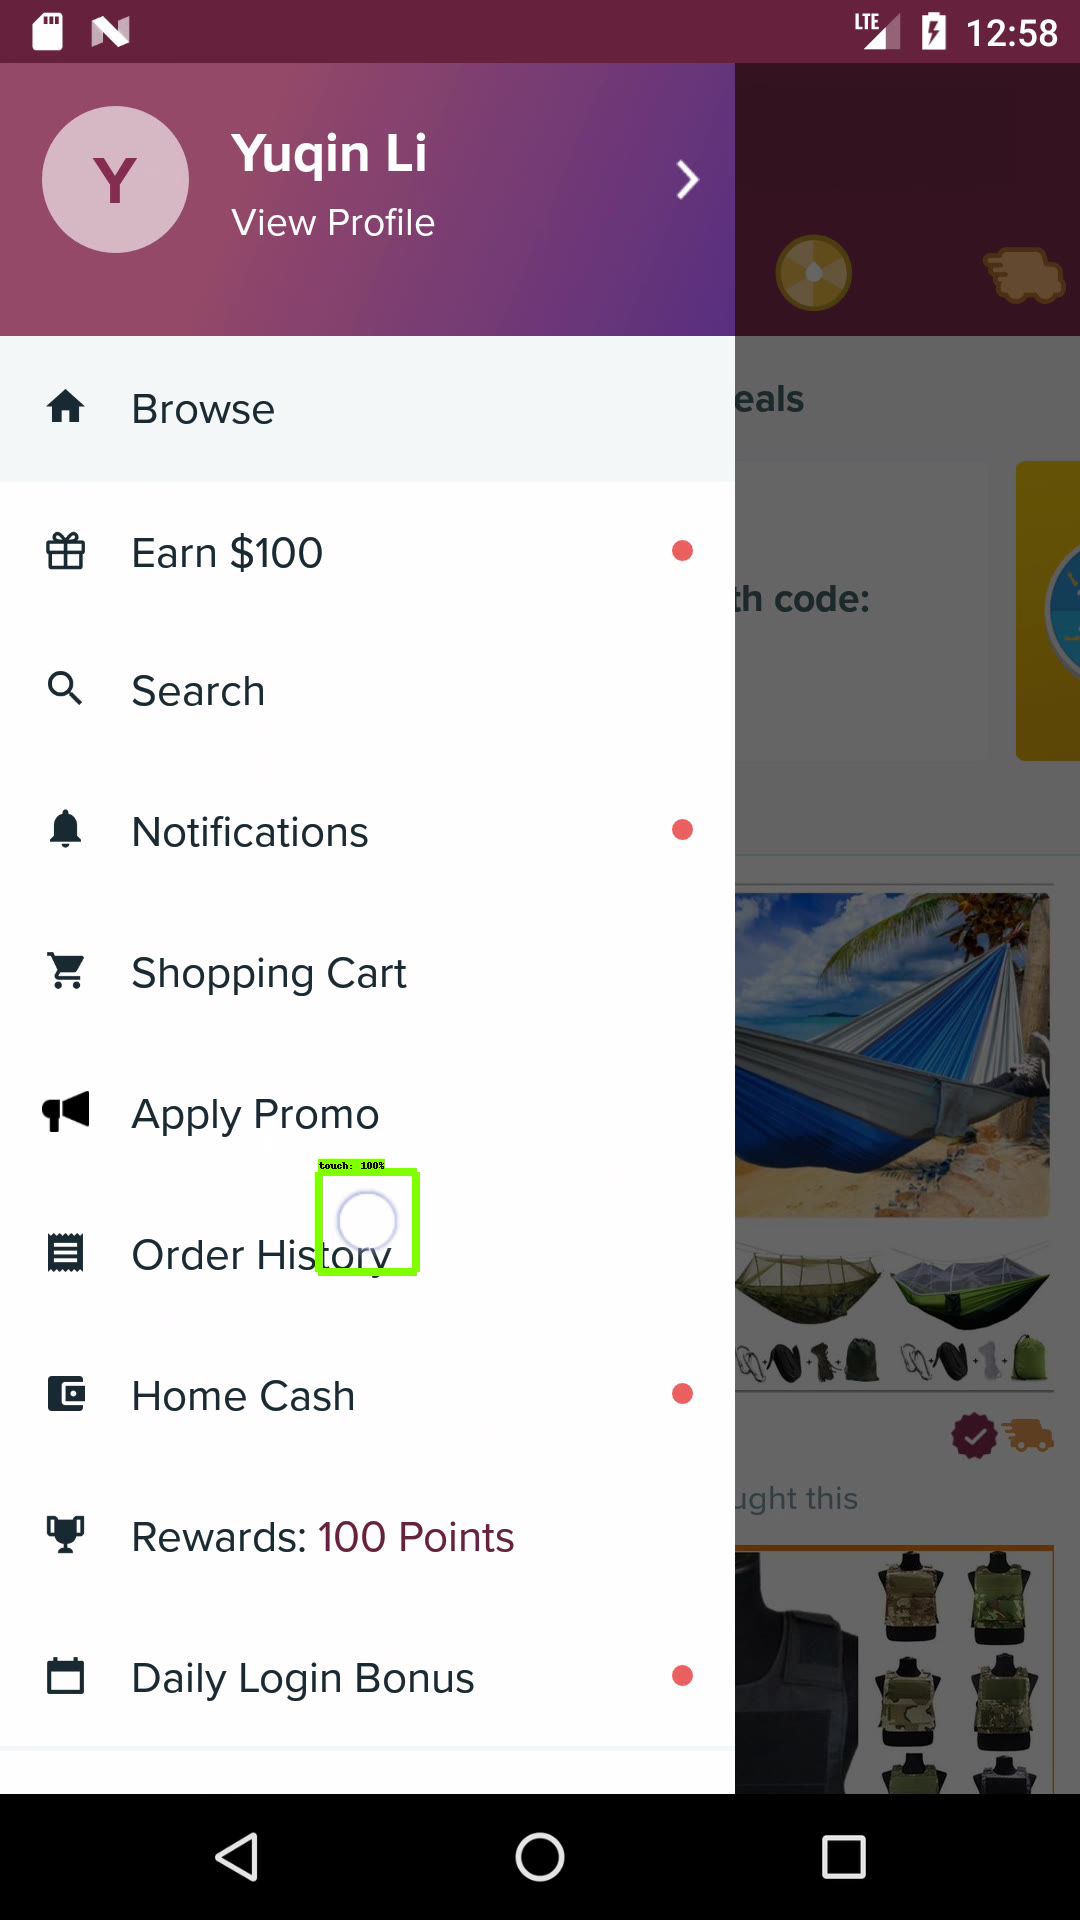 LTE 12:58
Y
Yuqin Li
View Profile
Browse
eals
Earn $100
th code:
Search
Notifications
Shopping Cart
Apply Promo
touch: 100%
Order History
Home Cash
ught this
Rewards: 100 Points
Daily Login Bonus